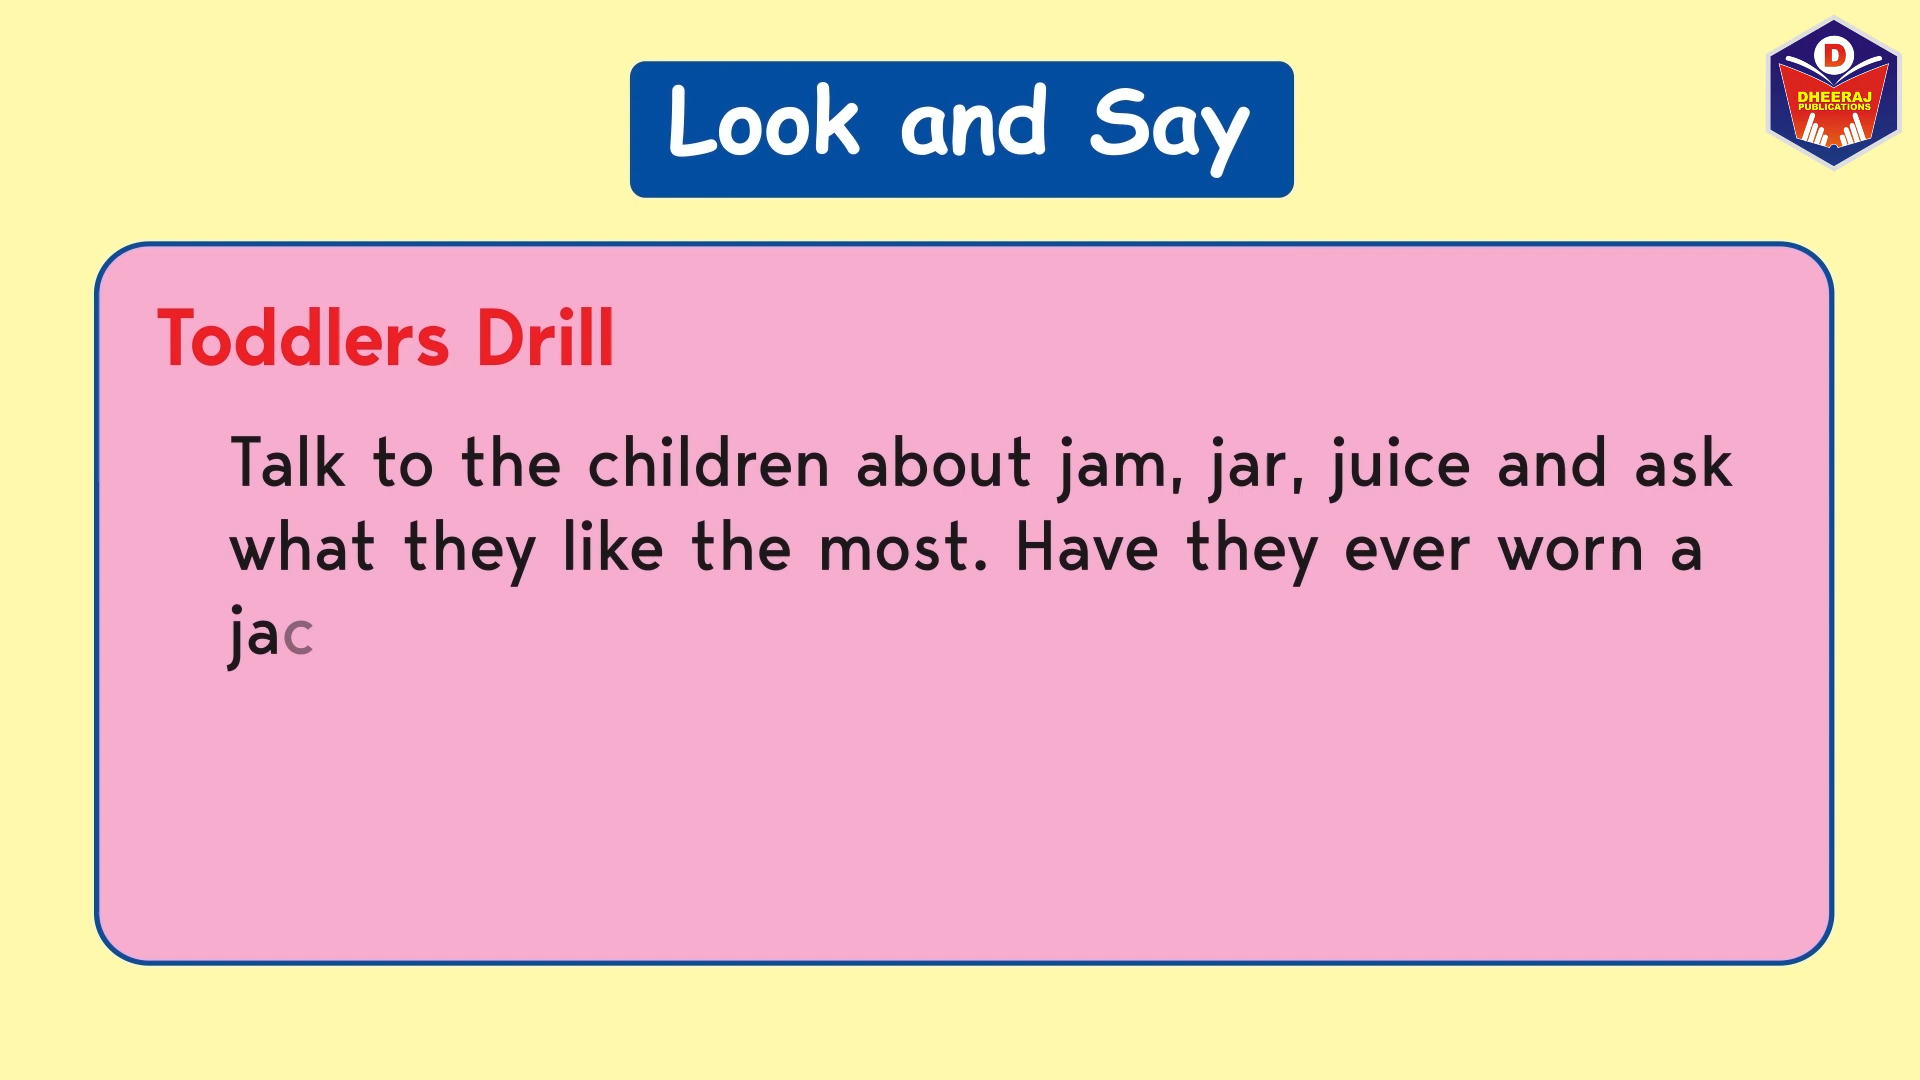 Look and Say
D
DHEERAJ
PUBLICATIONS
Toddlers Drill
Talk to the children about jam, jar, juice and ask
what they like the most. Have they ever worn a
jac